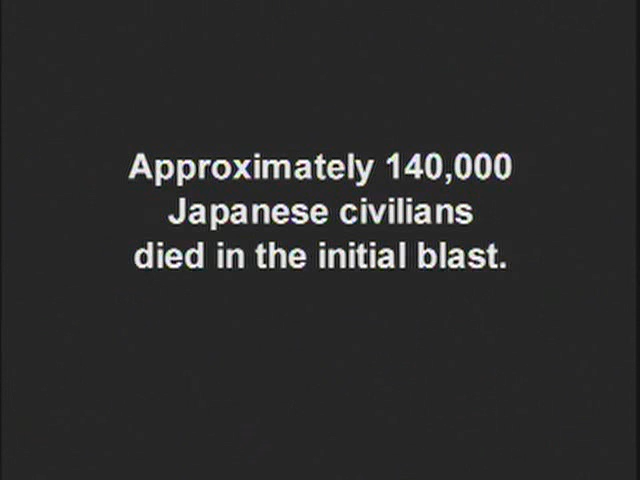 Approximately 140,000
Japanese civilians
died in the initial blast.